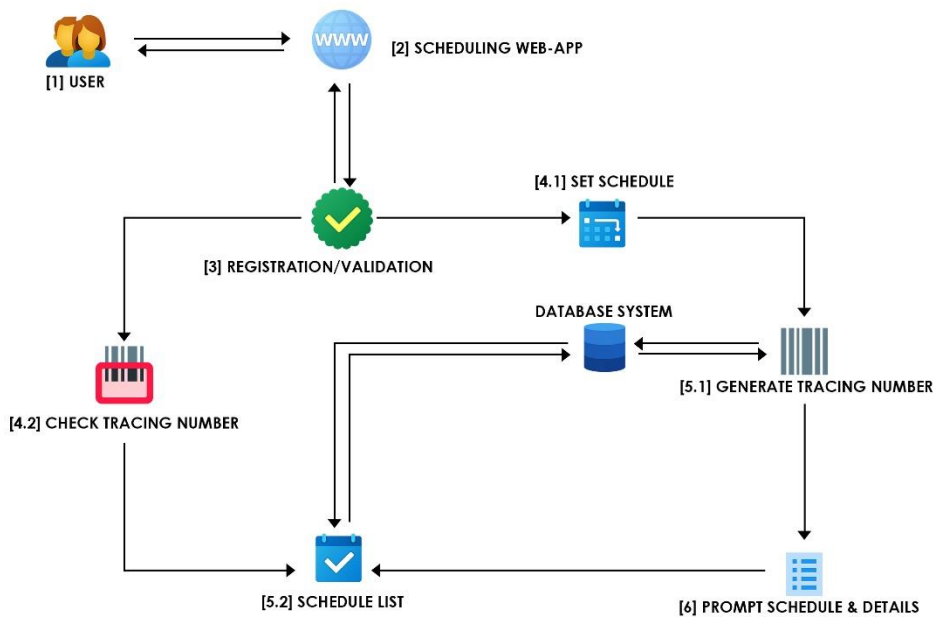 WWW
[2] SCHEDULING WEB-APP
[1] USER
[4.1] SET SCHEDULE
[3] REGISTRATION/VALIDATION
DATABASE SYSTEM
[5.1] GENERATE TRACING NUMBER
[4.2] CHECK TRACING NUMBER
[5.2] SCHEDULE LIST
[6] PROMPT SCHEDULE & DETAILS